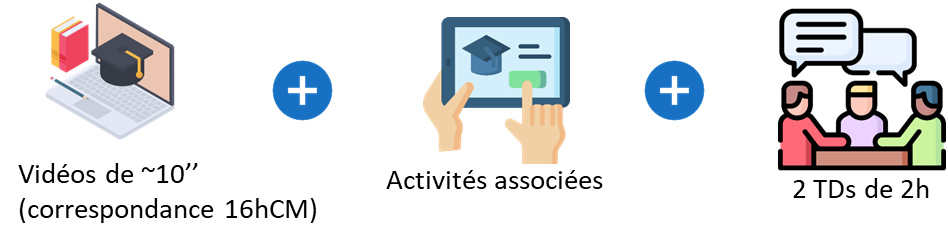 Vidéos de ~10’’
(correspondance 16hCM)
Activités associées
2 TDs de 2h